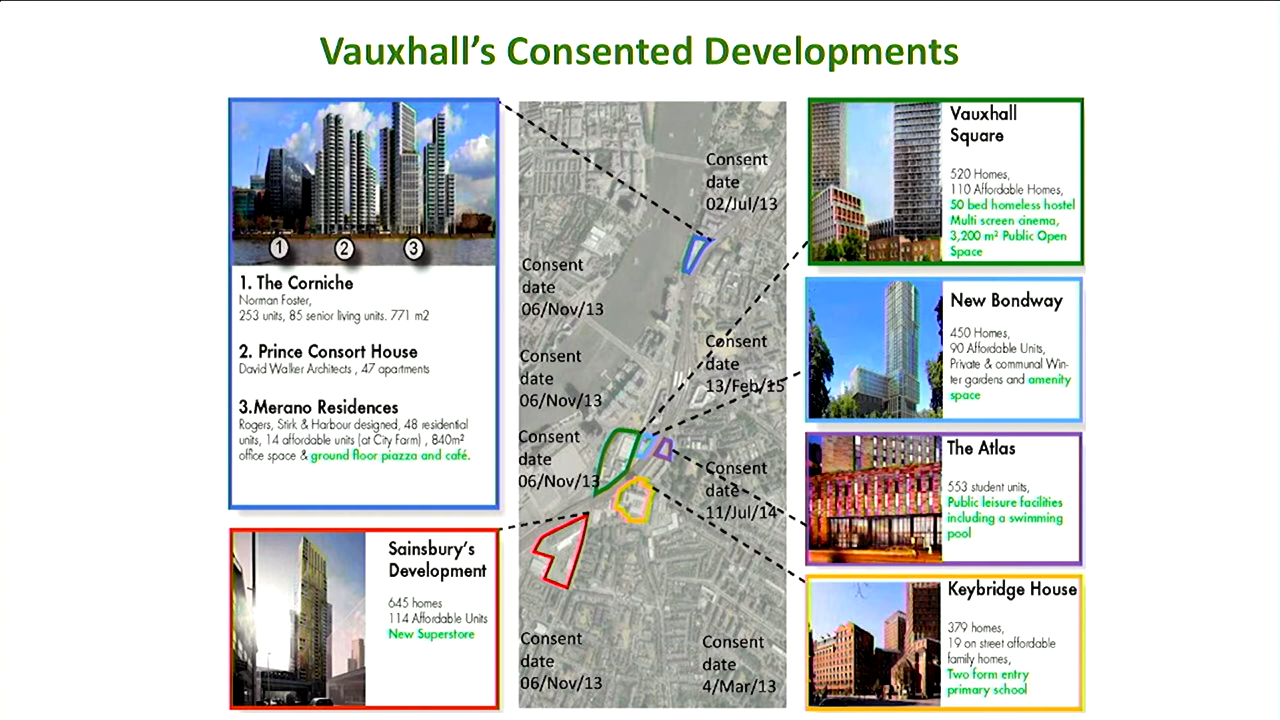 Vauxhall's Consented Developments
1
2
3
1. The Corniche
Norman Foster,
253 units, 85 senior living units. 771 m2
2. Prince Consort House
David Walker Architects , 47 apartments
3.Merano Residences
Rogers, Stirk & Harbour designed, 48 residential
units, 14 affordable units (at City Farm) , 840m²
office space & ground floor piazza and café.
Sainsbury's
Development
645 homes
114 Affordable Units
New Superstore
Consent
date
02/Jul/13
Consent
date
06/Nov/13
Consent
date
13/Feb/15
Consent
date
06/Nov/13
Consent
date
06/Nov/13
Consent
date
11/Jul/14
Consent
date
06/Nov/13
Consent
date
4/Mar/13
Vauxhall
Square
520 Homes,
110 Affordable Homes,
50 bed homeless hostel
Multi screen cinema,
3,200 m² Public Open
Space
New Bondway
450 Homes,
90 Affordable Units,
Private & communal Win-
ter gardens and amenity
space
The Atlas
553 student units,
Public leisure facilities
including a swimming
pool
Keybridge House
379 homes,
19 on street affordable
family homes,
Two form entry
primary school